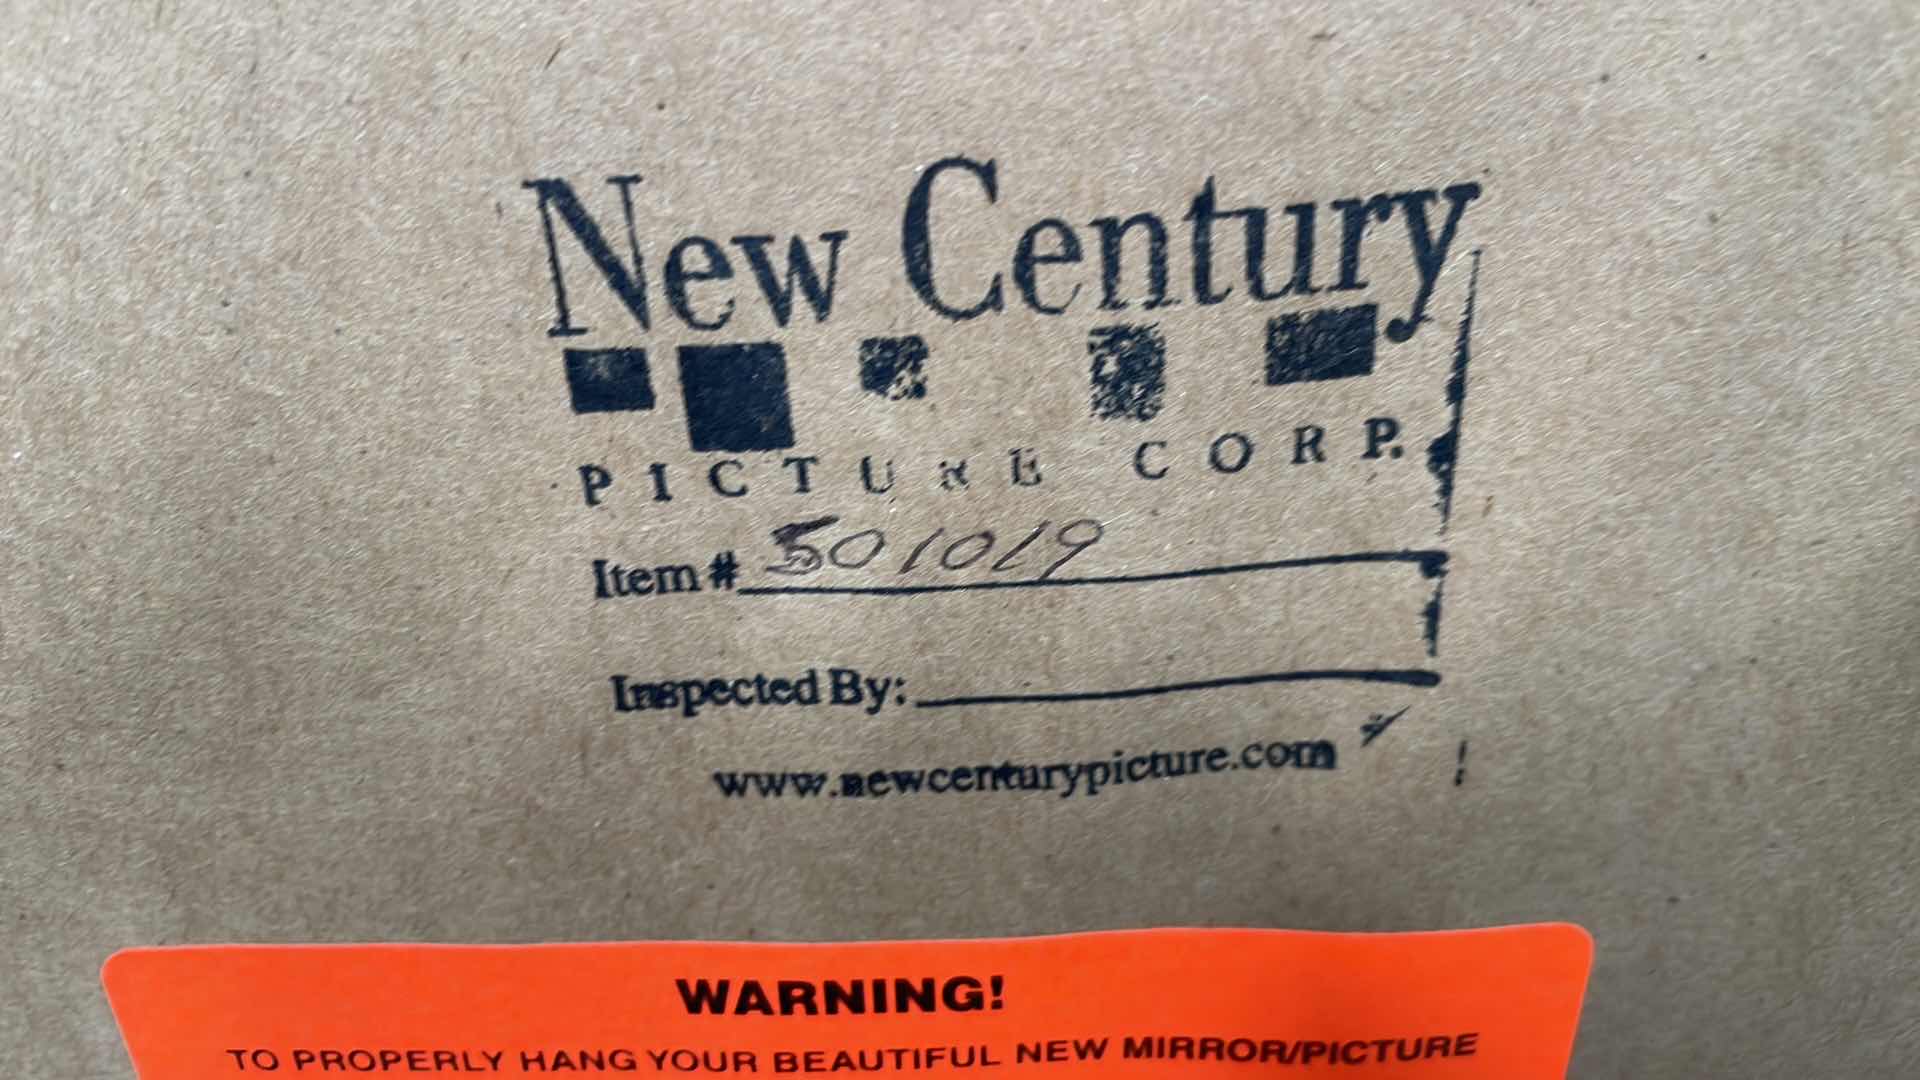 New Century
PICTURE CORP.
Item # 501019
Inspected By:
www.newcenturypicture.com
WARNING!
TO PROPERLY HANG YOUR BEAUTIFUL NEW MIRROR/PICTURE